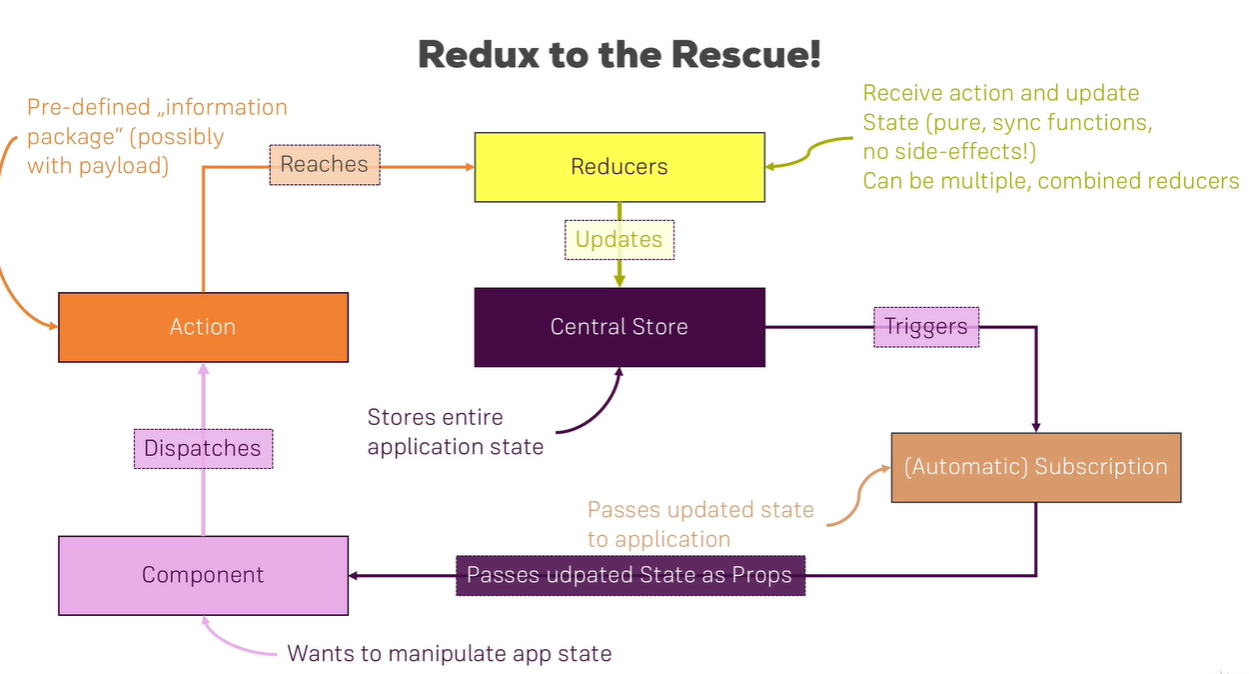 Redux to the Rescue!
Pre-defined „information
package“ (possibly
with payload)
Reaches
Reducers
Receive action and update
State (pure, sync functions,
no side-effects!)
Can be multiple, combined reducers
Updates
Action
Central Store
Triggers
Stores entire
application state
Dispatches
(Automatic) Subscription
Passes updated state
to application
Component
Passes udpated State as Props
Wants to manipulate app state